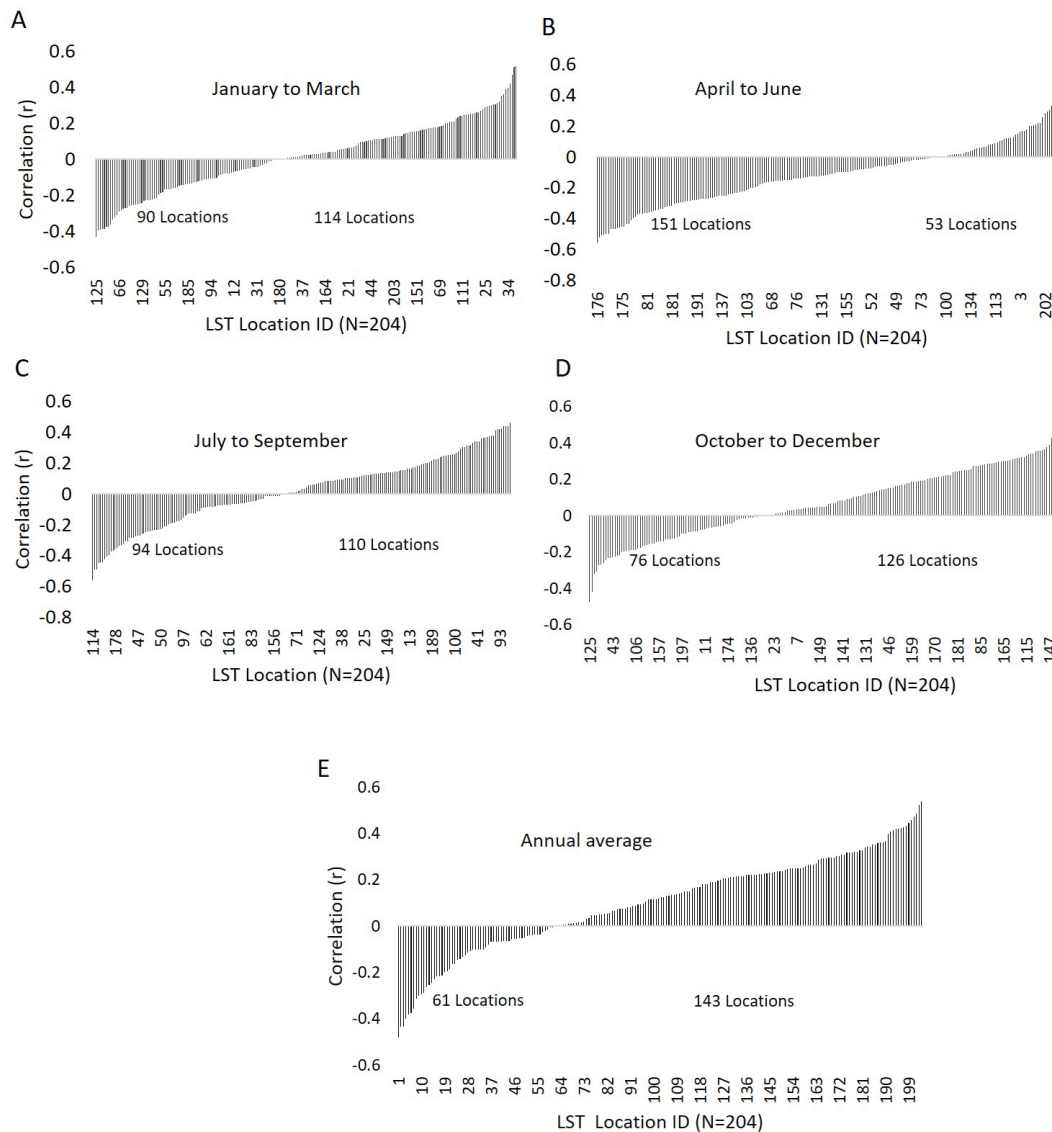 A
0.6
0.4
0.2
0
-0.2
-0.4
-0.6
Correlation (r)
January to March
90 Locations
114 Locations
125 66 129 55 185 94 12 31 180 37 164 21 44 203 151 69 111 25 34
LST Location ID (N=204)
B
0.6
0.4
0.2
0
-0.2
-0.4
-0.6
-0.8
April to June
151 Locations
53 Locations
176 175 81 181 191 137 103 68 76 131 155 52 49 73 100 134 113 3 202
LST Location ID (N=204)
C
0.6
0.4
0.2
0
-0.2
-0.4
-0.6
-0.8
Correlation (r)
July to September
94 Locations
110 Locations
114 178 47 50 97 62 161 83 156 71 124 38 25 149 13 189 100 41 93
LST Location (N=204)
D
0.6
0.4
0.2
0
-0.2
-0.4
-0.6
October to December
76 Locations
126 Locations
125 43 106 157 197 11 174 136 23 7 149 141 131 46 159 170 181 85 165 115 147
LST Location ID (N=204)
E
0.6
0.4
0.2
0
-0.2
-0.4
-0.6
Correlation (r)
Annual average
61 Locations
143 Locations
1 10 19 28 37 46 55 64 73 82 91 100 109 118 127 136 145 154 163 172 181 190 199
LST Location ID (N=204)